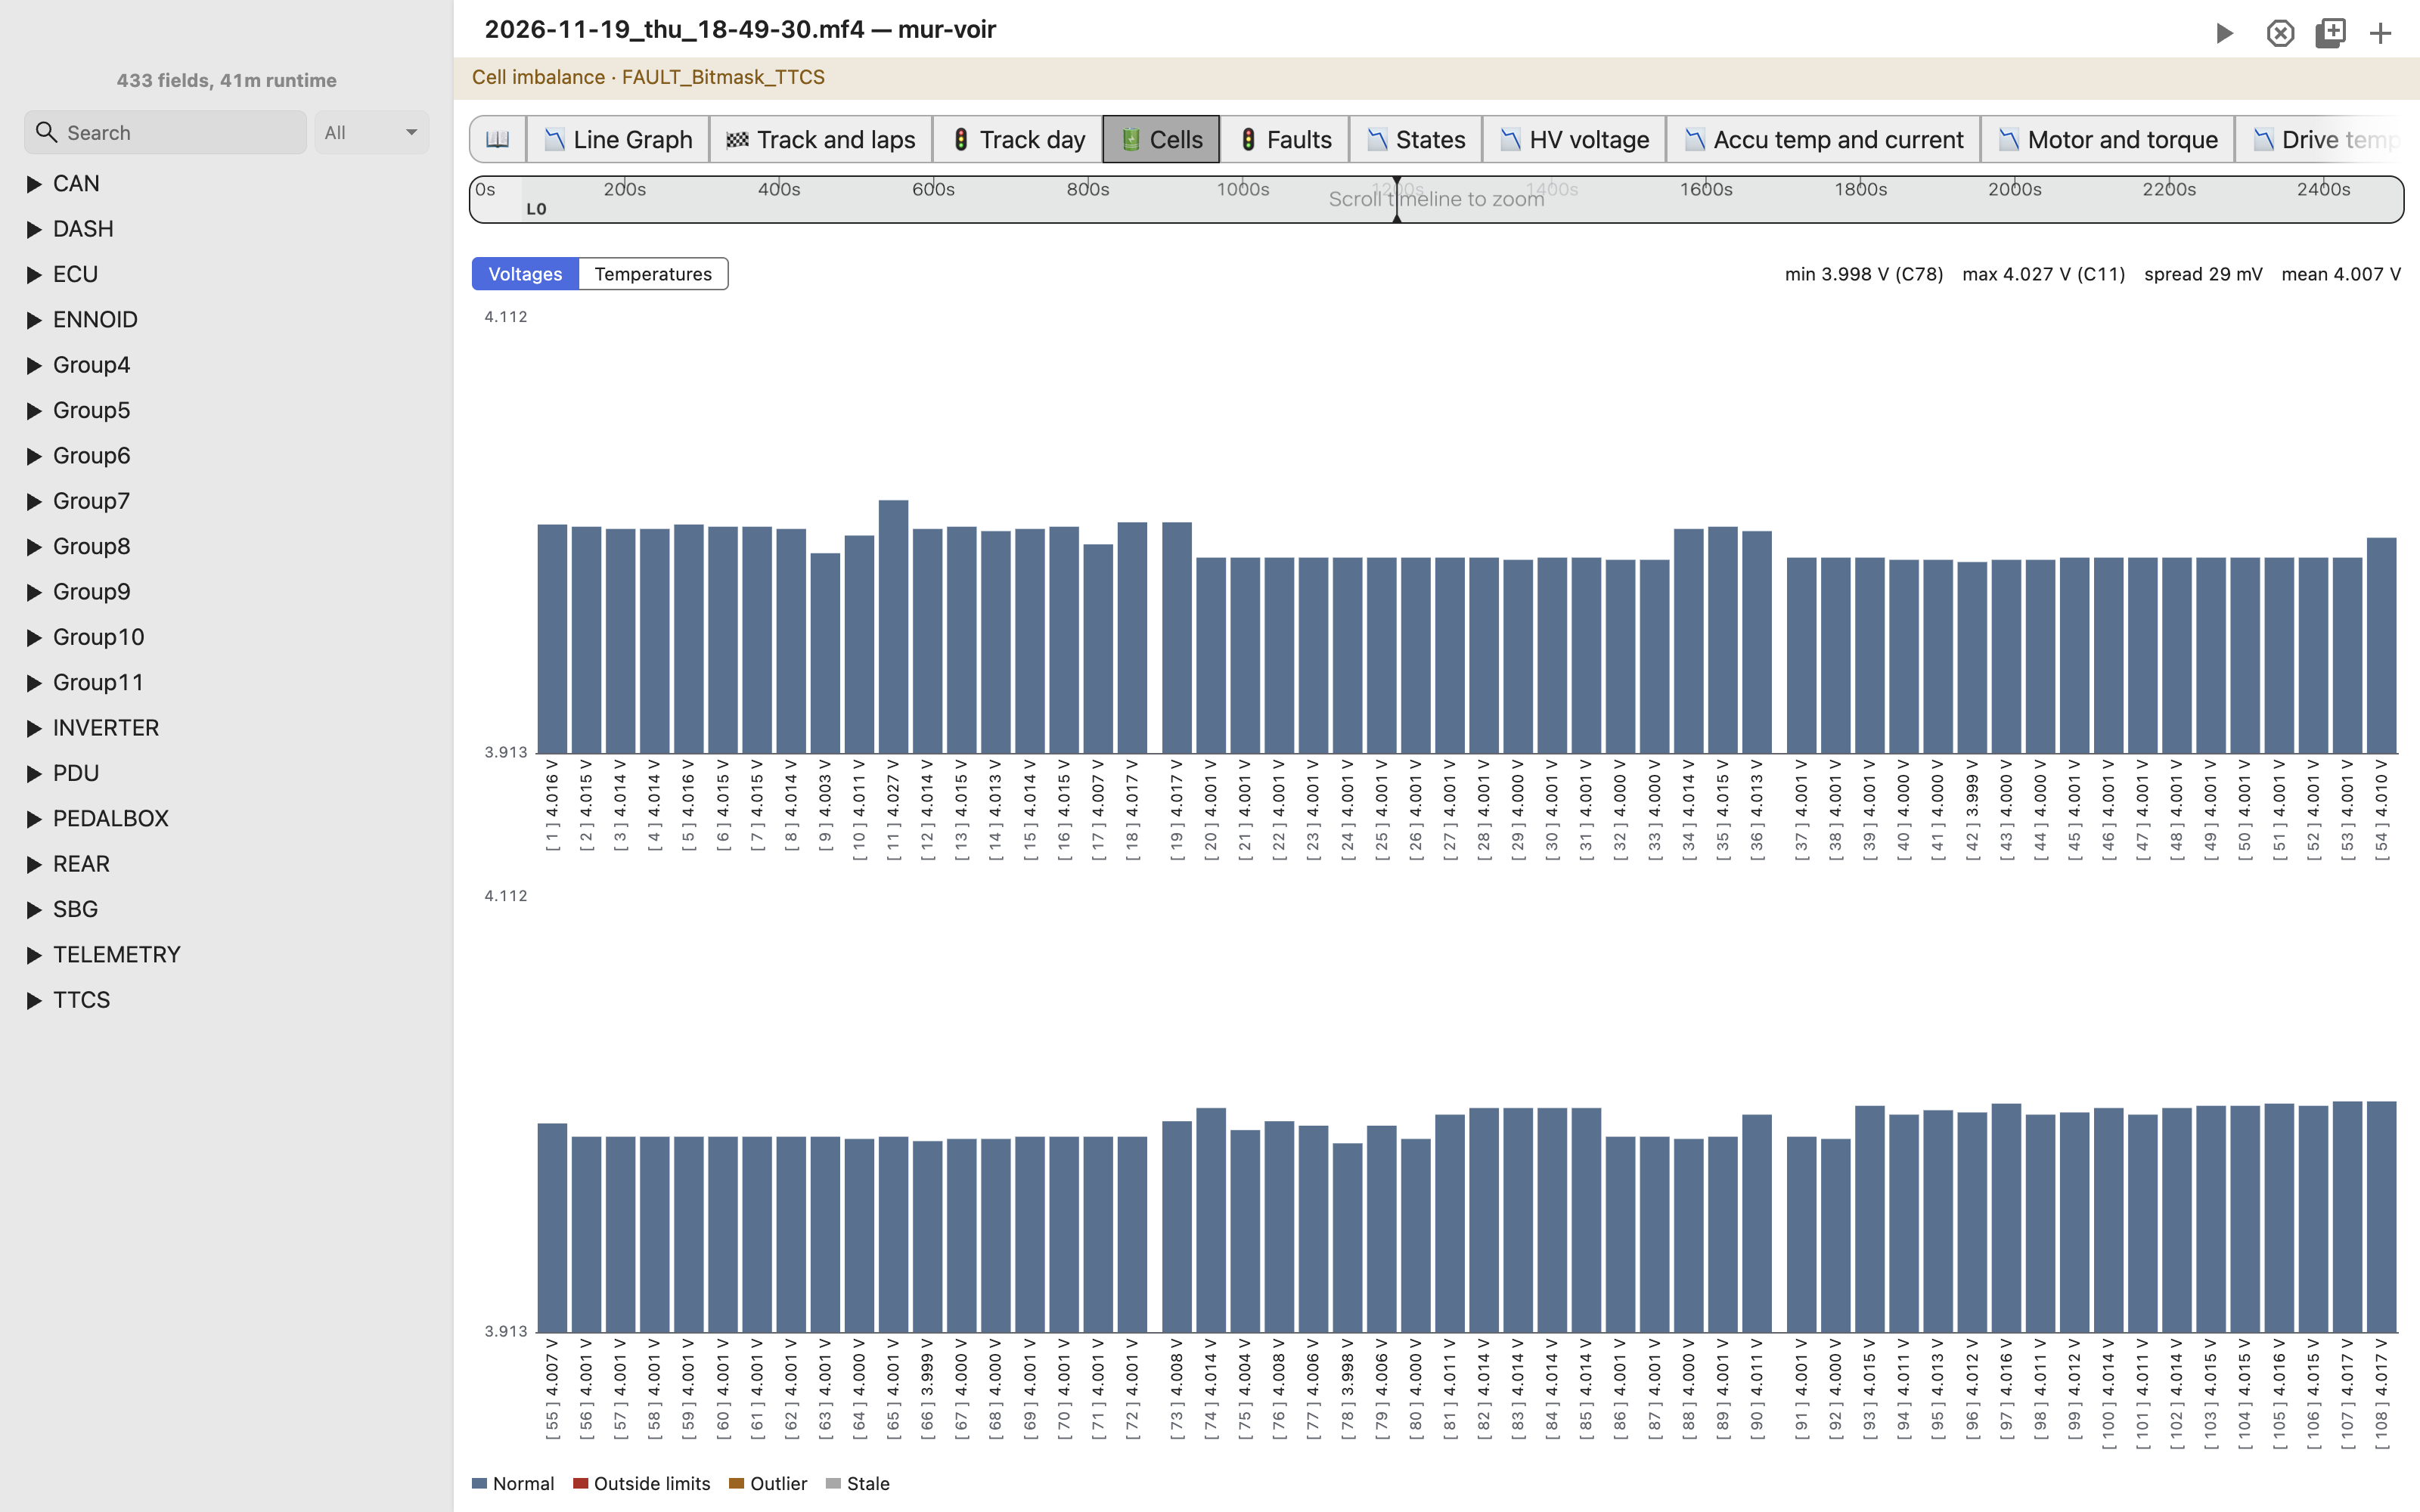 2026-11-19_thu_18-49-30.mf4 — mur-voir
433 fields, 41m runtime
Cell imbalance · FAULT_Bitmask_TTCS
Search
All
CAN
DASH
ECU
ENNOID
Group4
Group5
Group6
Group7
Group8
Group9
Group10
Group11
INVERTER
PDU
PEDALBOX
REAR
SBG
TELEMETRY
TTCS
Line Graph
Track and laps
Track day
Cells
Faults
States
HV voltage
Accu temp and current
Motor and torque
Drive temp
0s 200s 400s 600s 800s 1000s 1200s 1400s 1600s 1800s 2000s 2200s 2400s
Scroll timeline to zoom
L0
Voltages Temperatures
min 3.998 V (C78) max 4.027 V (C11) spread 29 mV mean 4.007 V
4.112
3.913
[ 1 ] 4.016 V
[ 2 ] 4.015 V
[ 3 ] 4.014 V
[ 4 ] 4.014 V
[ 5 ] 4.016 V
[ 6 ] 4.015 V
[ 7 ] 4.015 V
[ 8 ] 4.014 V
[ 9 ] 4.003 V
[ 10 ] 4.011 V
[ 11 ] 4.027 V
[ 12 ] 4.014 V
[ 13 ] 4.015 V
[ 14 ] 4.013 V
[ 15 ] 4.014 V
[ 16 ] 4.015 V
[ 17 ] 4.007 V
[ 18 ] 4.017 V
[ 19 ] 4.017 V
[ 20 ] 4.001 V
[ 21 ] 4.001 V
[ 22 ] 4.001 V
[ 23 ] 4.001 V
[ 24 ] 4.001 V
[ 25 ] 4.001 V
[ 26 ] 4.001 V
[ 27 ] 4.001 V
[ 28 ] 4.001 V
[ 29 ] 4.000 V
[ 30 ] 4.001 V
[ 31 ] 4.001 V
[ 32 ] 4.000 V
[ 33 ] 4.000 V
[ 34 ] 4.014 V
[ 35 ] 4.015 V
[ 36 ] 4.013 V
[ 37 ] 4.001 V
[ 38 ] 4.001 V
[ 39 ] 4.001 V
[ 40 ] 4.000 V
[ 41 ] 4.000 V
[ 42 ] 3.999 V
[ 43 ] 4.000 V
[ 44 ] 4.000 V
[ 45 ] 4.001 V
[ 46 ] 4.001 V
[ 47 ] 4.001 V
[ 48 ] 4.001 V
[ 49 ] 4.001 V
[ 50 ] 4.001 V
[ 51 ] 4.001 V
[ 52 ] 4.001 V
[ 53 ] 4.001 V
[ 54 ] 4.010 V
4.112
3.913
[ 55 ] 4.007 V
[ 56 ] 4.001 V
[ 57 ] 4.001 V
[ 58 ] 4.001 V
[ 59 ] 4.001 V
[ 60 ] 4.001 V
[ 61 ] 4.001 V
[ 62 ] 4.001 V
[ 63 ] 4.001 V
[ 64 ] 4.000 V
[ 65 ] 4.001 V
[ 66 ] 3.999 V
[ 67 ] 4.000 V
[ 68 ] 4.000 V
[ 69 ] 4.001 V
[ 70 ] 4.001 V
[ 71 ] 4.001 V
[ 72 ] 4.001 V
[ 73 ] 4.008 V
[ 74 ] 4.014 V
[ 75 ] 4.004 V
[ 76 ] 4.008 V
[ 77 ] 4.006 V
[ 78 ] 3.998 V
[ 79 ] 4.006 V
[ 80 ] 4.000 V
[ 81 ] 4.011 V
[ 82 ] 4.014 V
[ 83 ] 4.014 V
[ 84 ] 4.014 V
[ 85 ] 4.014 V
[ 86 ] 4.001 V
[ 87 ] 4.001 V
[ 88 ] 4.000 V
[ 89 ] 4.001 V
[ 90 ] 4.011 V
[ 91 ] 4.001 V
[ 92 ] 4.000 V
[ 93 ] 4.015 V
[ 94 ] 4.011 V
[ 95 ] 4.013 V
[ 96 ] 4.012 V
[ 97 ] 4.016 V
[ 98 ] 4.011 V
[ 99 ] 4.012 V
[ 100 ] 4.014 V
[ 101 ] 4.011 V
[ 102 ] 4.014 V
[ 103 ] 4.015 V
[ 104 ] 4.015 V
[ 105 ] 4.016 V
[ 106 ] 4.015 V
[ 107 ] 4.017 V
[ 108 ] 4.017 V
Normal Outside limits Outlier Stale